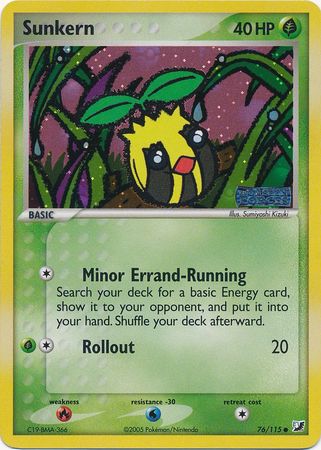 Sunkern 40 HP
BASIC
Illus. Sumiyoshi Kizuki
Minor Errand-Running
Search your deck for a basic Energy card,
show it to your opponent, and put it into
your hand. Shuffle your deck afterward.
Rollout 20
weakness resistance -30 retreat cost
C19-BMA-366 ©2005 Pokémon/Nintendo 76/115